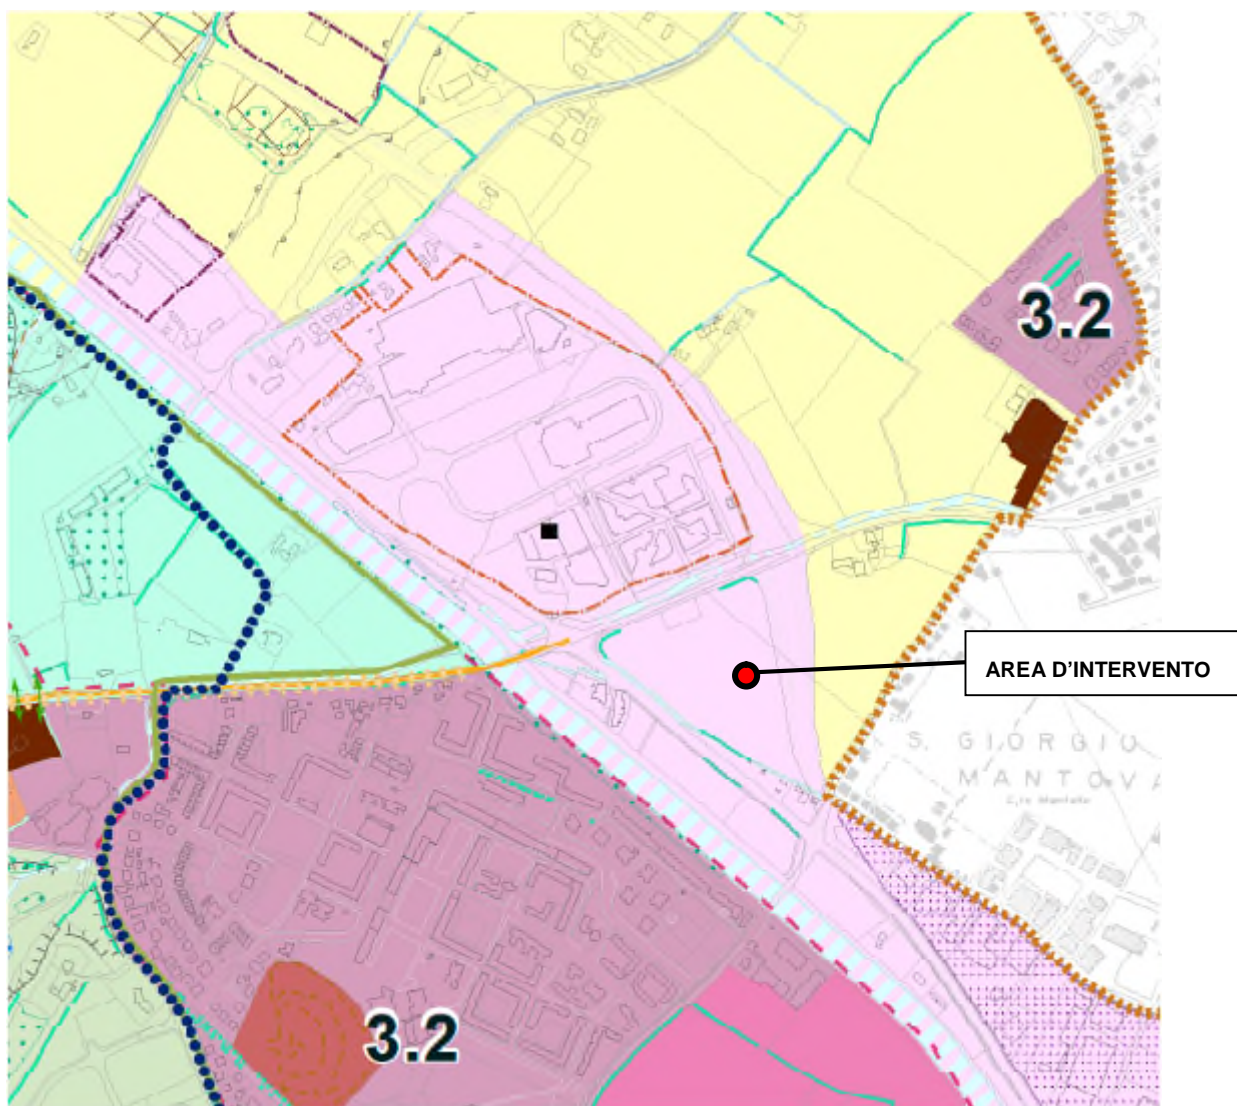 3.2
AREA D'INTERVENTO
S. GIORGIO
MANTOVA
3.2